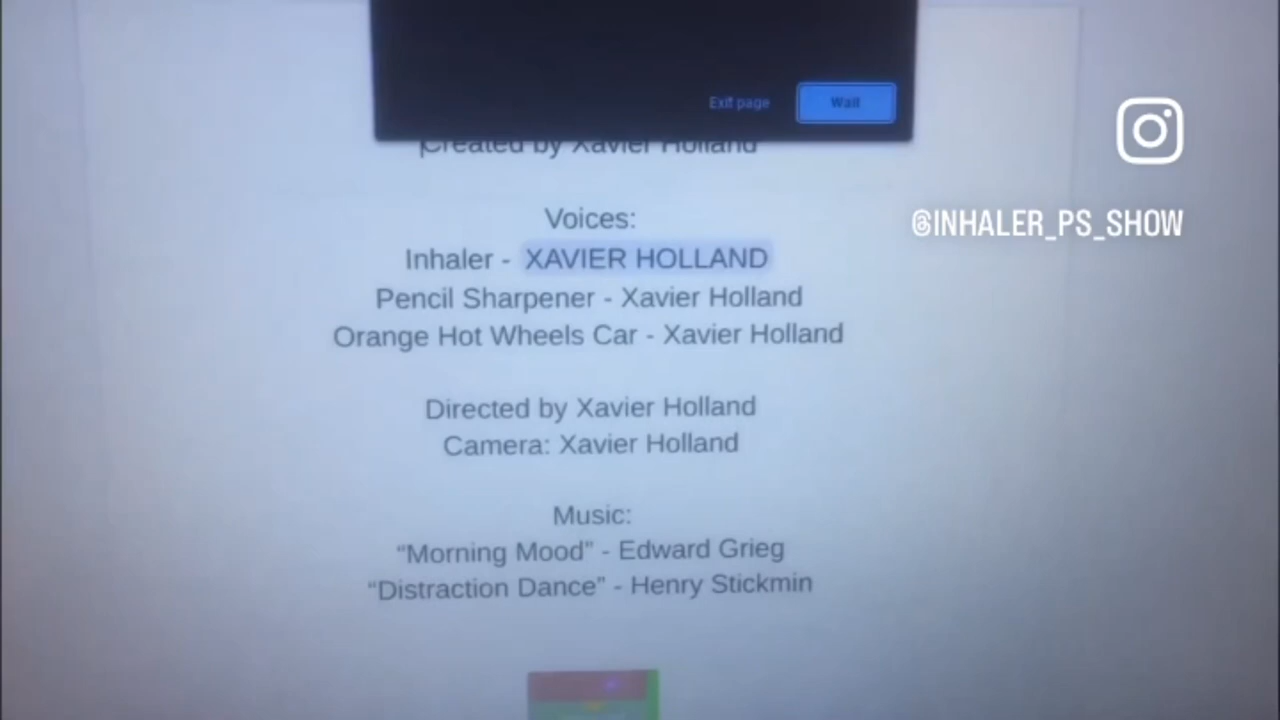 Exit page
Wait
Created by Xavier Holland
@INHALER_PS_SHOW
Voices:
Inhaler - XAVIER HOLLAND
Pencil Sharpener - Xavier Holland
Orange Hot Wheels Car - Xavier Holland
Directed by Xavier Holland
Camera: Xavier Holland
Music:
“Morning Mood” - Edward Grieg
“Distraction Dance” - Henry Stickmin